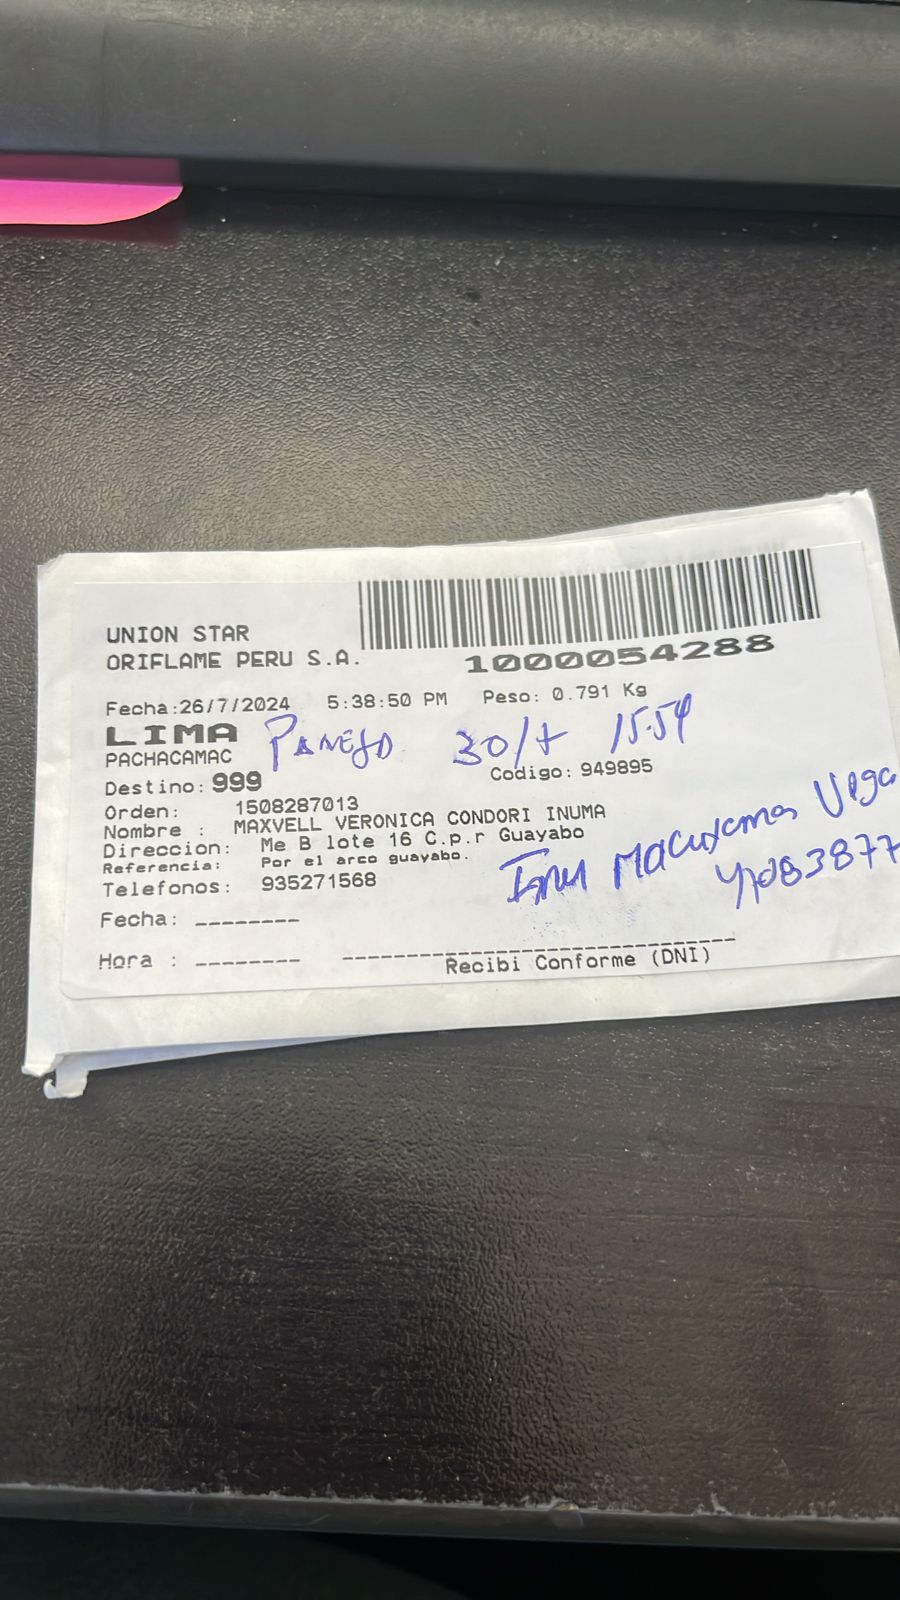 UNION STAR
ORIFLAME PERU S.A.
1000054288
Fecha:26/7/2024 5:38:50 PM Peso: 0.791 Kg
LIMA
30/7 15:54
PACHACAMAC
Codigo: 949895
Destino: 999
Orden: 1508287013
Nombre : MAXVELL VERONICA CONDORI INUMA
Direccion: Me B lote 16 C.p.r Guayabo
Referencia: Por el arco guayabo.
Telefonos: 935271568
Vega
Fecha: --------
Hora : --------
Recibi Conforme (DNI)